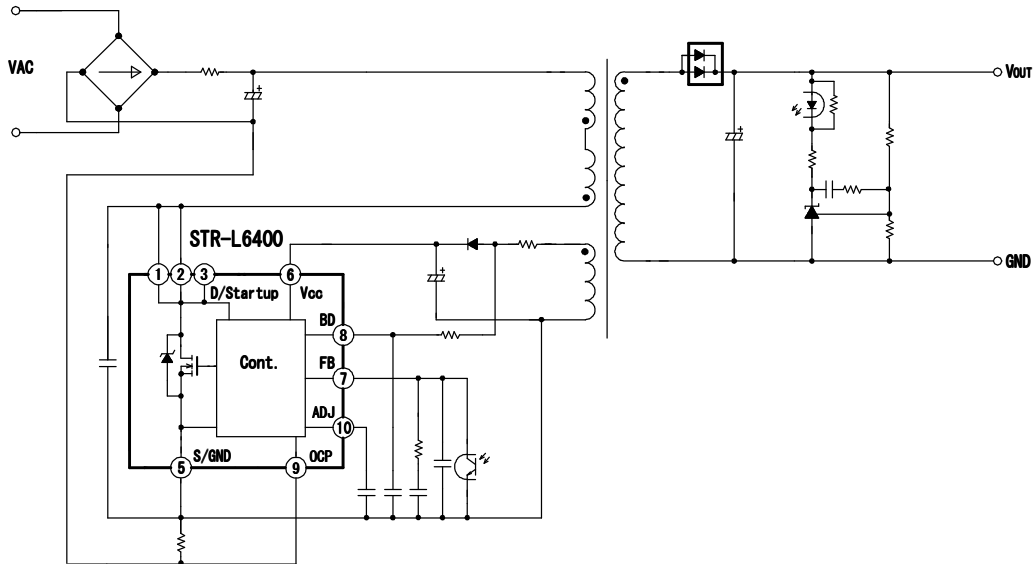 VAC
VOUT
STR-L6400
1
2
3
6
D/Startup
Vcc
BD
8
Cont.
FB
7
ADJ
10
GND
S/GND
OCP
5
9